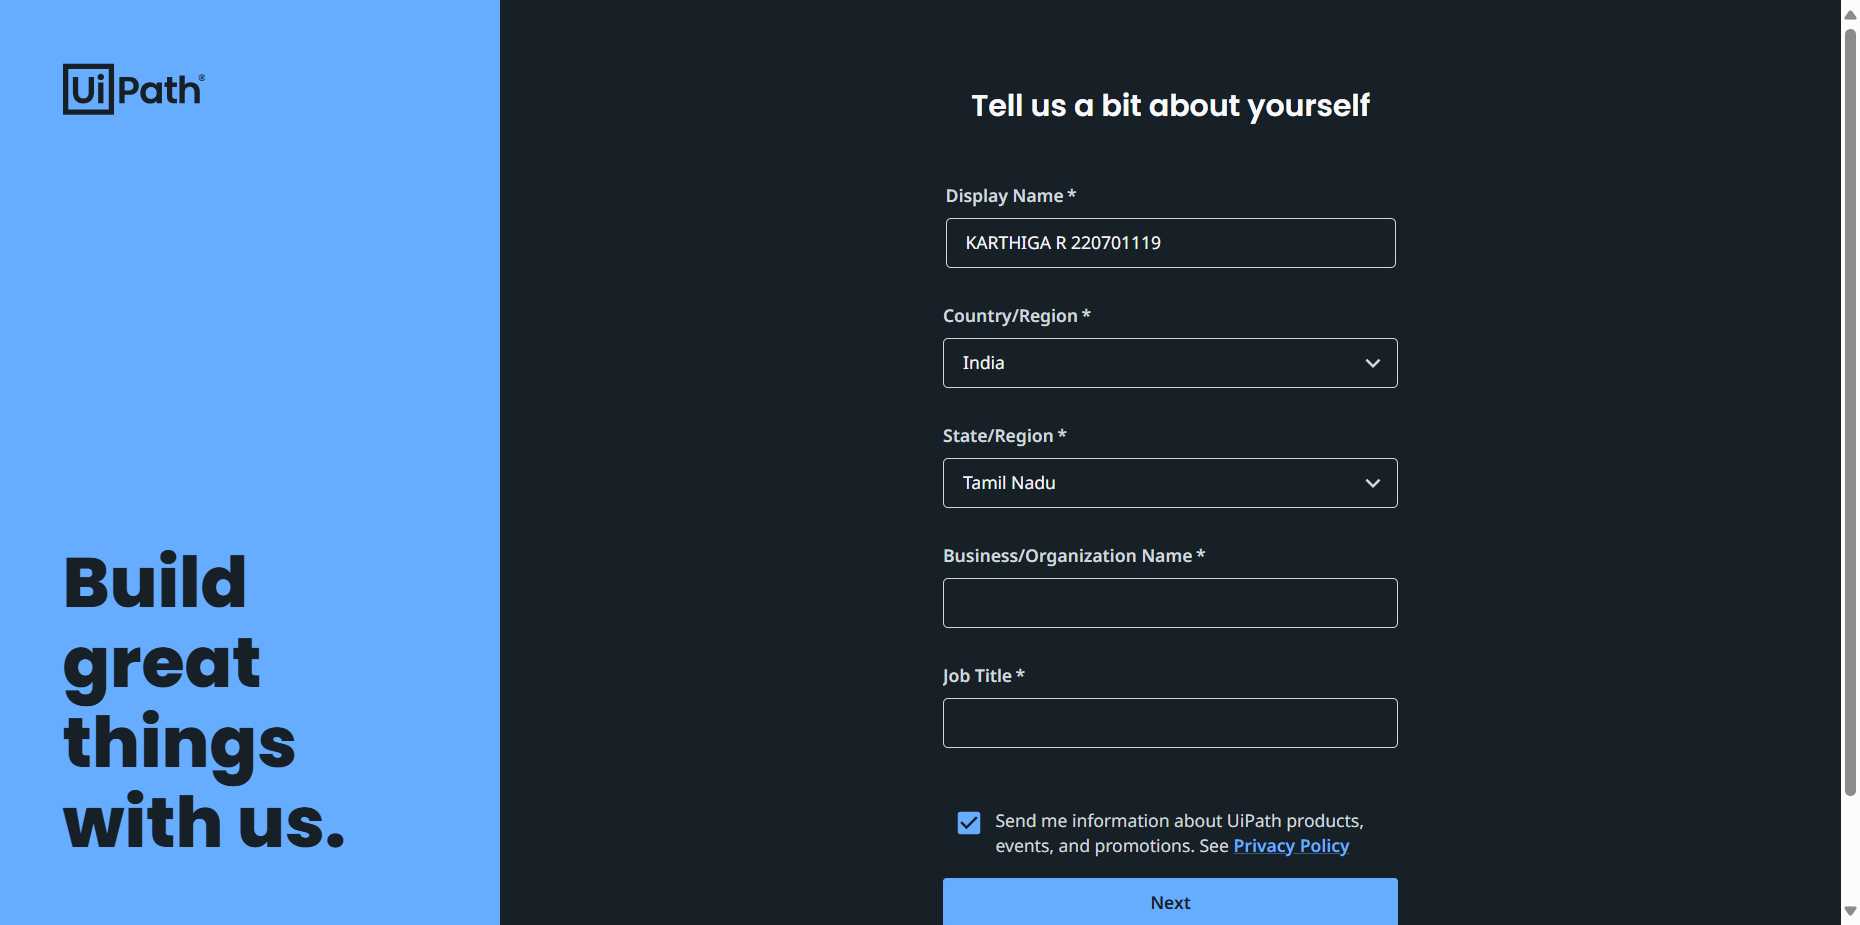 UiPath®
Build
great
things
with us.
Tell us a bit about yourself
Display Name *
KARTHIGA R 220701119
Country/Region *
India
State/Region *
Tamil Nadu
Business/Organization Name *
Job Title *
Send me information about UiPath products,
events, and promotions. See Privacy Policy
Next